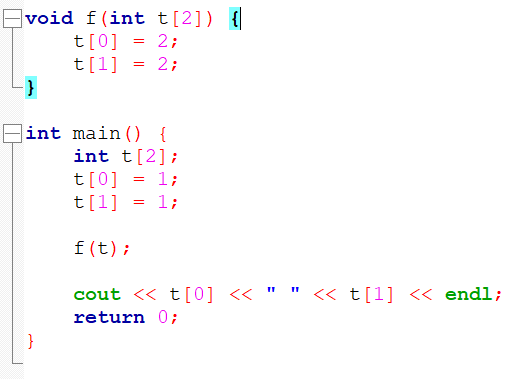 void f(int t[2]) {
    t[0] = 2;
    t[1] = 2;
}
int main() {
    int t[2];
    t[0] = 1;
    t[1] = 1;
    f(t);
    cout << t[0] << " " << t[1] << endl;
    return 0;
}